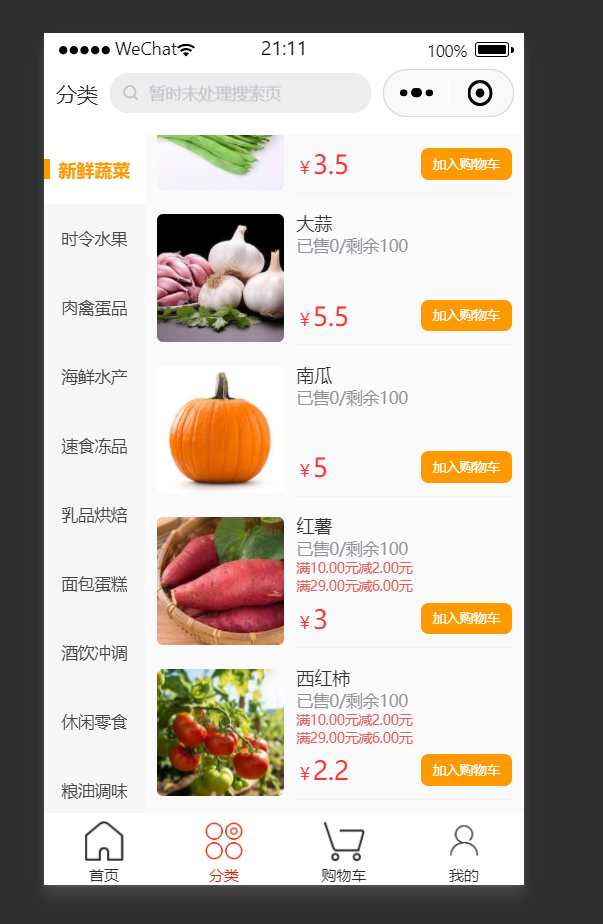 WeChat 21:11 100%
分类 暂时未处理搜索页
新鲜蔬菜
时令水果
肉禽蛋品
海鲜水产
速食冻品
乳品烘焙
面包蛋糕
酒饮冲调
休闲零食
粮油调味
¥3.5 加入购物车
大蒜
已售0/剩余100
¥5.5 加入购物车
南瓜
已售0/剩余100
¥5 加入购物车
红薯
已售0/剩余100
满10.00元减2.00元
满29.00元减6.00元
¥3 加入购物车
西红柿
已售0/剩余100
满10.00元减2.00元
满29.00元减6.00元
¥2.2 加入购物车
首页 分类 购物车 我的